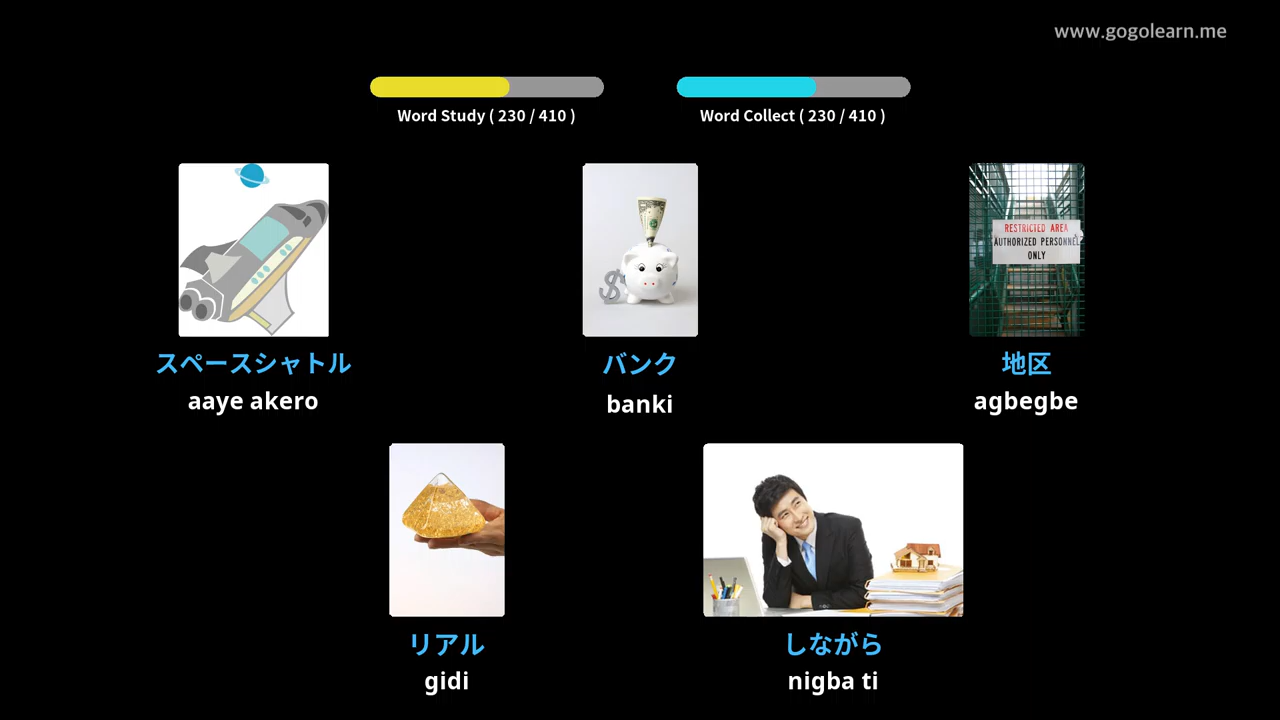 www.gogolearn.me
Word Study ( 230 / 410 )
Word Collect ( 230 / 410 )
RESTRICTED AREA
AUTHORIZED PERSONNEL
ONLY
スペースシャトル
バンク
地区
aaye akero
banki
agbegbe
リアル
しながら
gidi
nigba ti